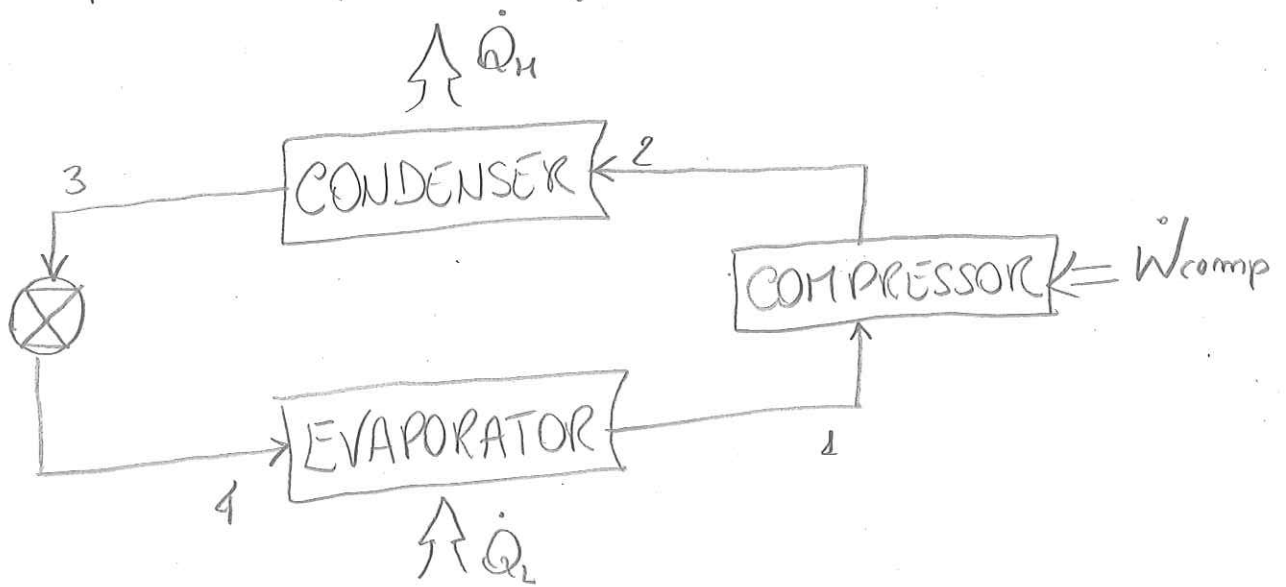 Q̇H
CONDENSER
2
3
COMPRESSOR
Ẇcomp
EVAPORATOR
1
4
Q̇L